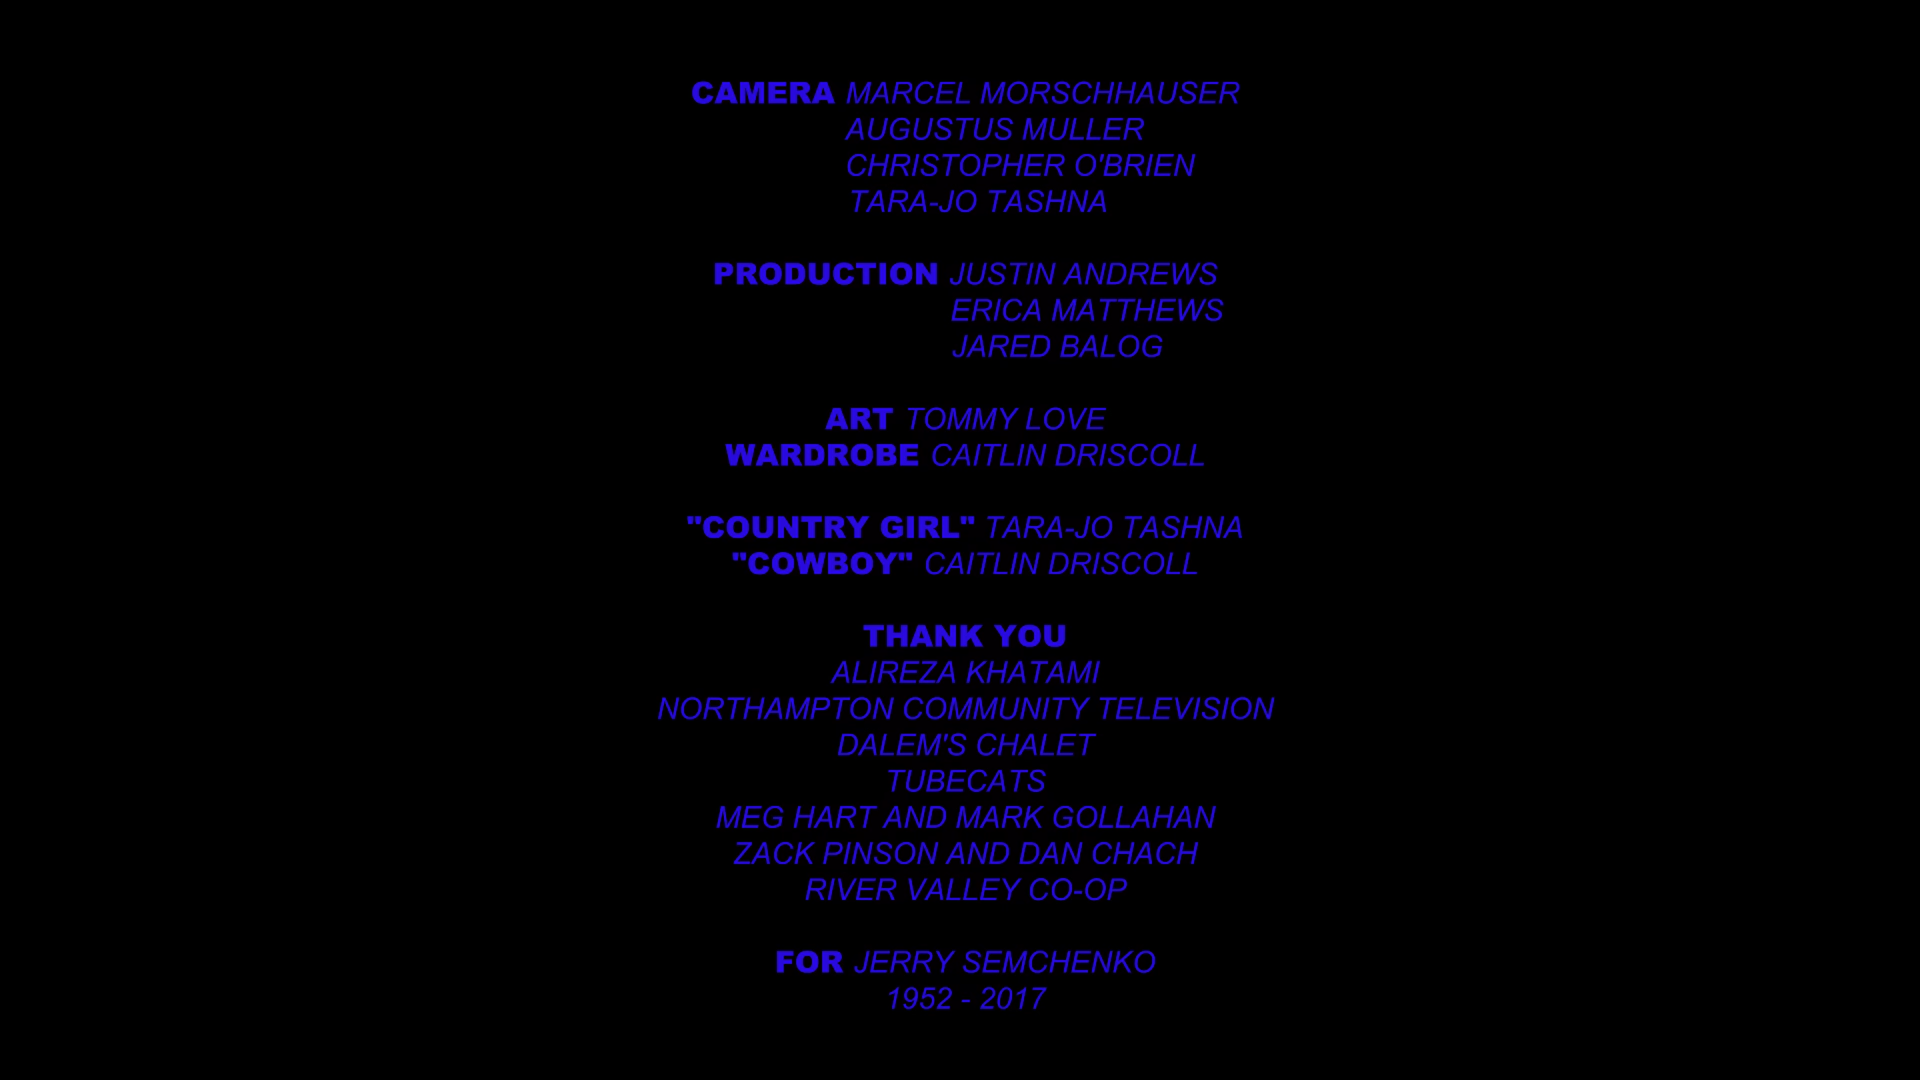 CAMERA MARCEL MORSCHHAUSER
AUGUSTUS MULLER
CHRISTOPHER O'BRIEN
TARA-JO TASHNA
PRODUCTION JUSTIN ANDREWS
ERICA MATTHEWS
JARED BALOG
ART TOMMY LOVE
WARDROBE CAITLIN DRISCOLL
"COUNTRY GIRL" TARA-JO TASHNA
"COWBOY" CAITLIN DRISCOLL
THANK YOU
ALIREZA KHATAMI
NORTHAMPTON COMMUNITY TELEVISION
DALEM'S CHALET
TUBECATS
MEG HART AND MARK GOLLAHAN
ZACK PINSON AND DAN CHACH
RIVER VALLEY CO-OP
FOR JERRY SEMCHENKO
1952 - 2017